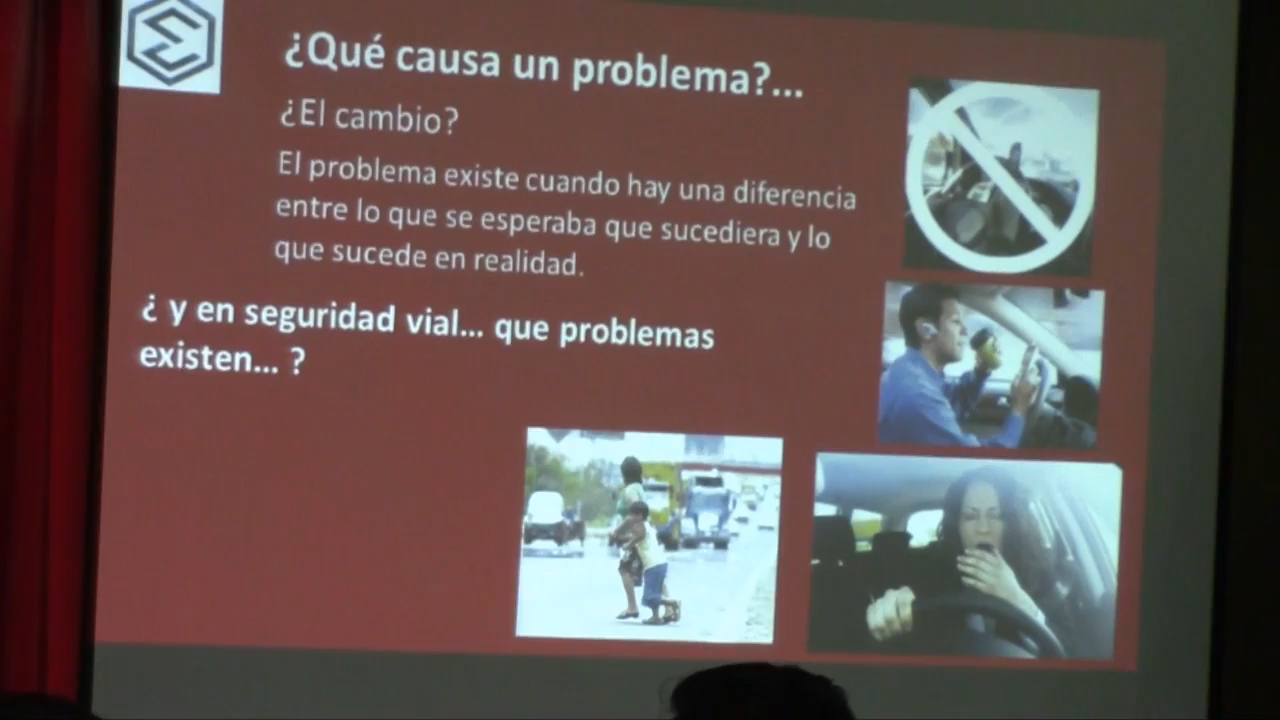 ¿Qué causa un problema?...
¿El cambio?
El problema existe cuando hay una diferencia
entre lo que se esperaba que sucediera y lo
que sucede en realidad.
¿ y en seguridad vial... que problemas
existen... ?